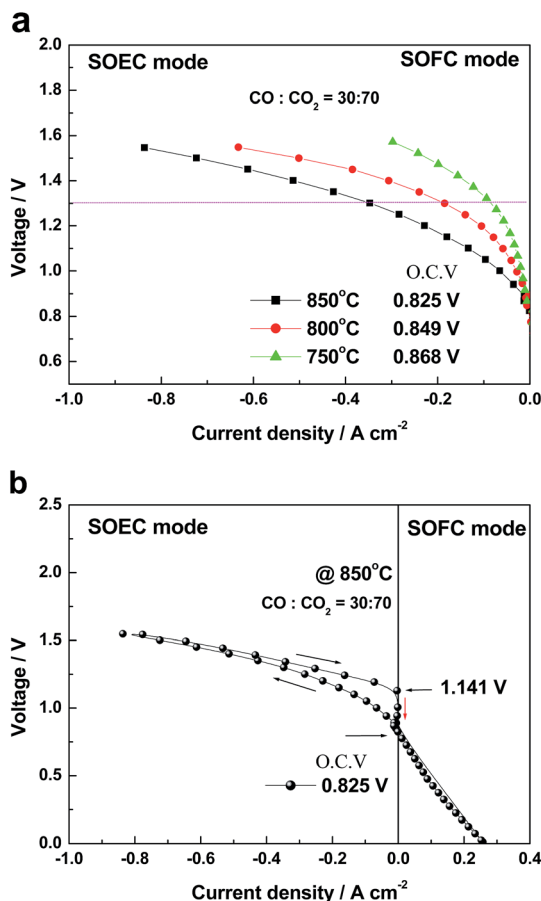 a
SOEC mode
SOFC mode
CO : CO₂ = 30:70
O.C.V
850°C 0.825 V
800°C 0.849 V
750°C 0.868 V
2.0
1.8
1.6
1.4
1.2
1.0
0.8
0.6
Voltage / V
-1.0 -0.8 -0.6 -0.4 -0.2 0.0
Current density / A cm⁻²
b
SOEC mode
SOFC mode
@ 850°C
CO : CO₂ = 30:70
1.141 V
O.C.V
0.825 V
2.5
2.0
1.5
1.0
0.5
0.0
Voltage / V
-1.0 -0.8 -0.6 -0.4 -0.2 0.0 0.2 0.4
Current density / A cm⁻²